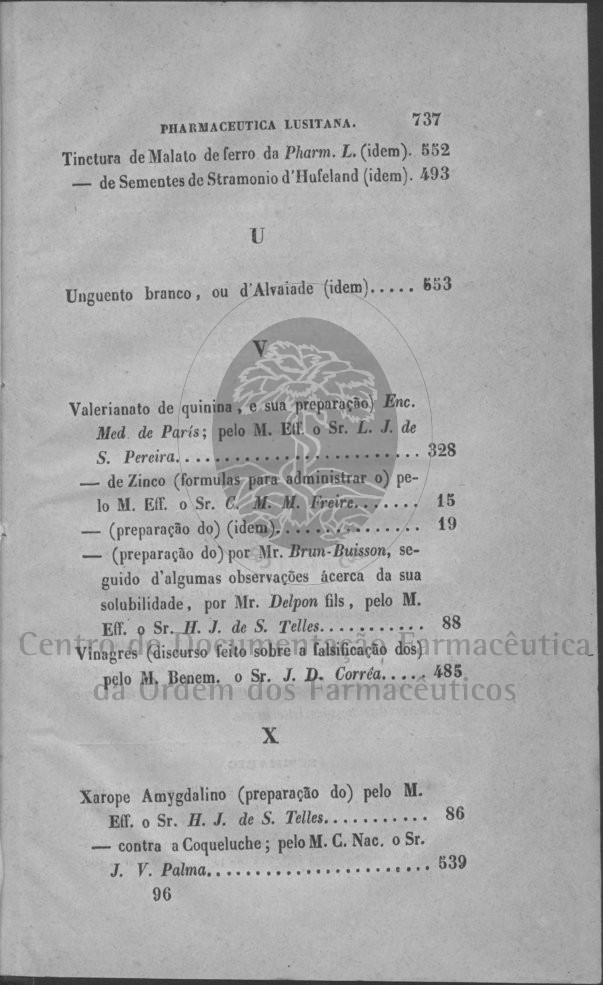 PHARMACEUTICA LUSITANA. 737
Tinctura de Malato de ferro da Pharm. L. (idem). 552
— de Sementes de Stramonio d'Hufeland (idem). 493
U
Unguento branco, ou d'Alvaiade (idem)..... 553
V
Valerianato de quinina, e sua preparação) Enc.
Med. de París; pelo M. Eff. o Sr. L. J. de
S. Pereira.......................... 328
— de Zinco (formulas para administrar o) pe-
lo M. Eff. o Sr. C. M. M. Freire....... 15
— (preparação do) (idem)................ 19
— (preparação do) por Mr. Brun-Buisson, se-
guido d'algumas observações ácerca da sua
solubilidade, por Mr. Delpon fils, pelo M.
Eff. o Sr. H. J. de S. Telles........... 88
Vinagres (discurso feito sobre a falsificação dos)
pelo M. Benem. o Sr. J. D. Corrêa..... 485
Centro de Documentação Farmacêutica
da Ordem dos Farmacêuticos
X
Xarope Amygdalino (preparação do) pelo M.
Eff. o Sr. H. J. de S. Telles........... 86
— contra a Coqueluche; pelo M. C. Nac. o Sr.
J. V. Palma........................ 539
96